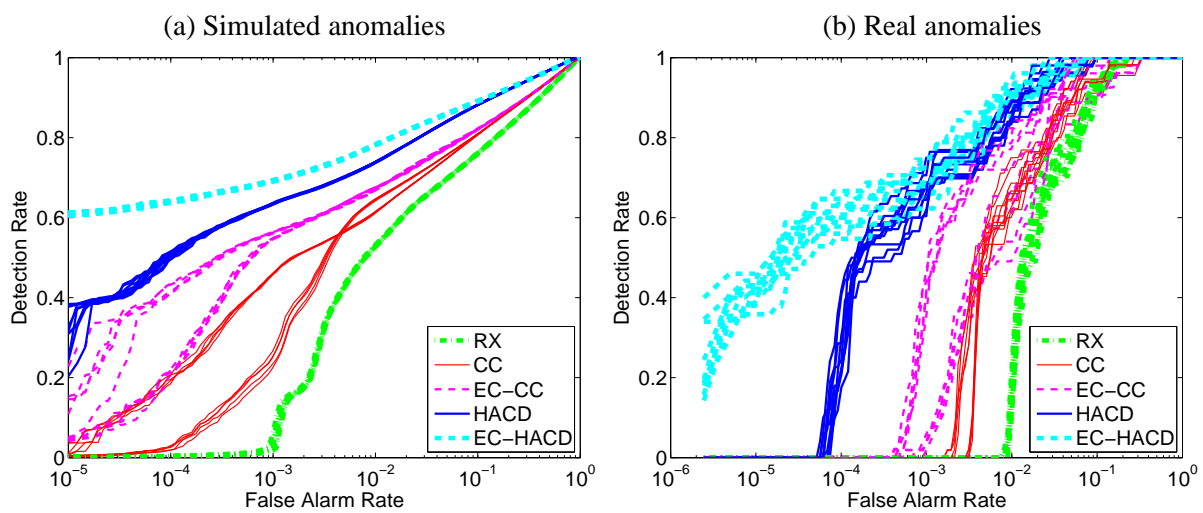 (a) Simulated anomalies
1
0.8
0.6
0.4
0.2
0
Detection Rate
10^−5
10^−4
10^−3
10^−2
10^−1
10^0
False Alarm Rate
RX
CC
EC−CC
HACD
EC−HACD
(b) Real anomalies
1
0.8
0.6
0.4
0.2
0
Detection Rate
10^−6
10^−5
10^−4
10^−3
10^−2
10^−1
10^0
False Alarm Rate
RX
CC
EC−CC
HACD
EC−HACD